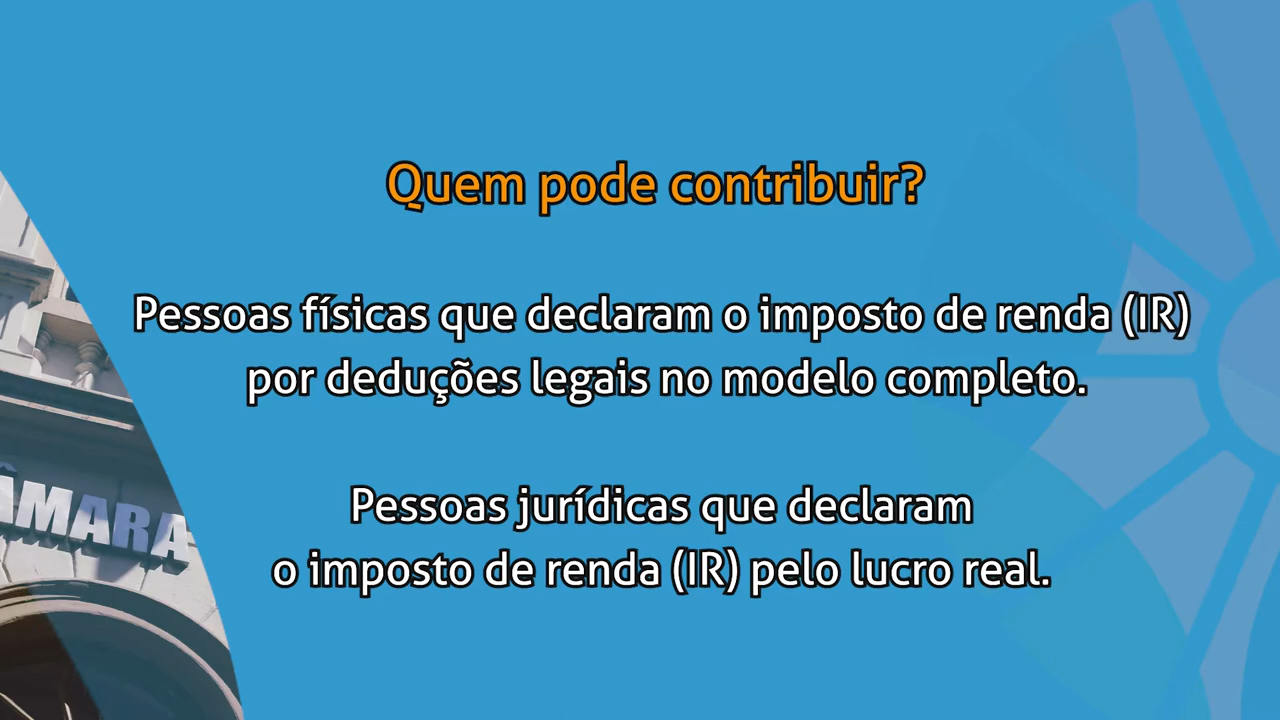 Quem pode contribuir?
Pessoas físicas que declaram o imposto de renda (IR)
por deduções legais no modelo completo.
Pessoas jurídicas que declaram
o imposto de renda (IR) pelo lucro real.
CÂMARA